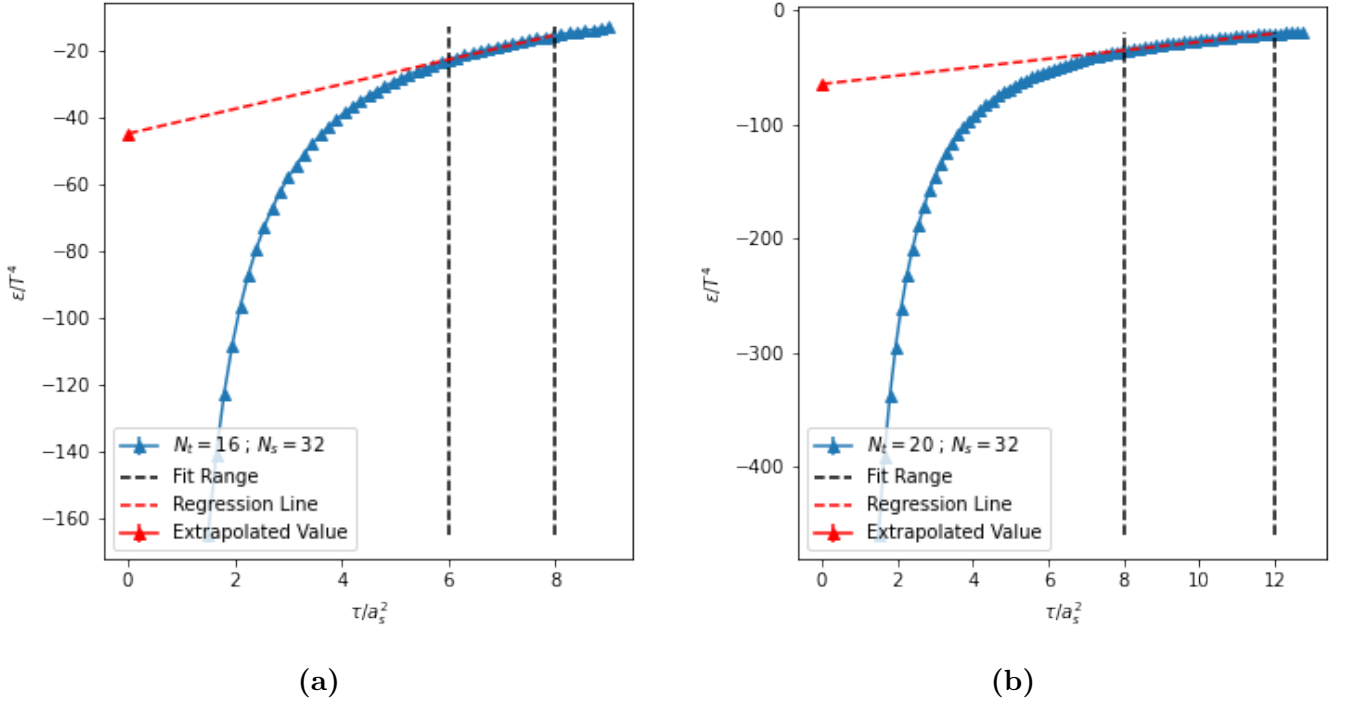 −20
−40
−60
−80
−100
−120
−140
−160
ε/T⁴
N_t = 16 ; N_s = 32
Fit Range
Regression Line
Extrapolated Value
0 2 4 6 8
τ/a_s²
(a)
0
−100
−200
−300
−400
ε/T⁴
N_t = 20 ; N_s = 32
Fit Range
Regression Line
Extrapolated Value
0 2 4 6 8 10 12
τ/a_s²
(b)